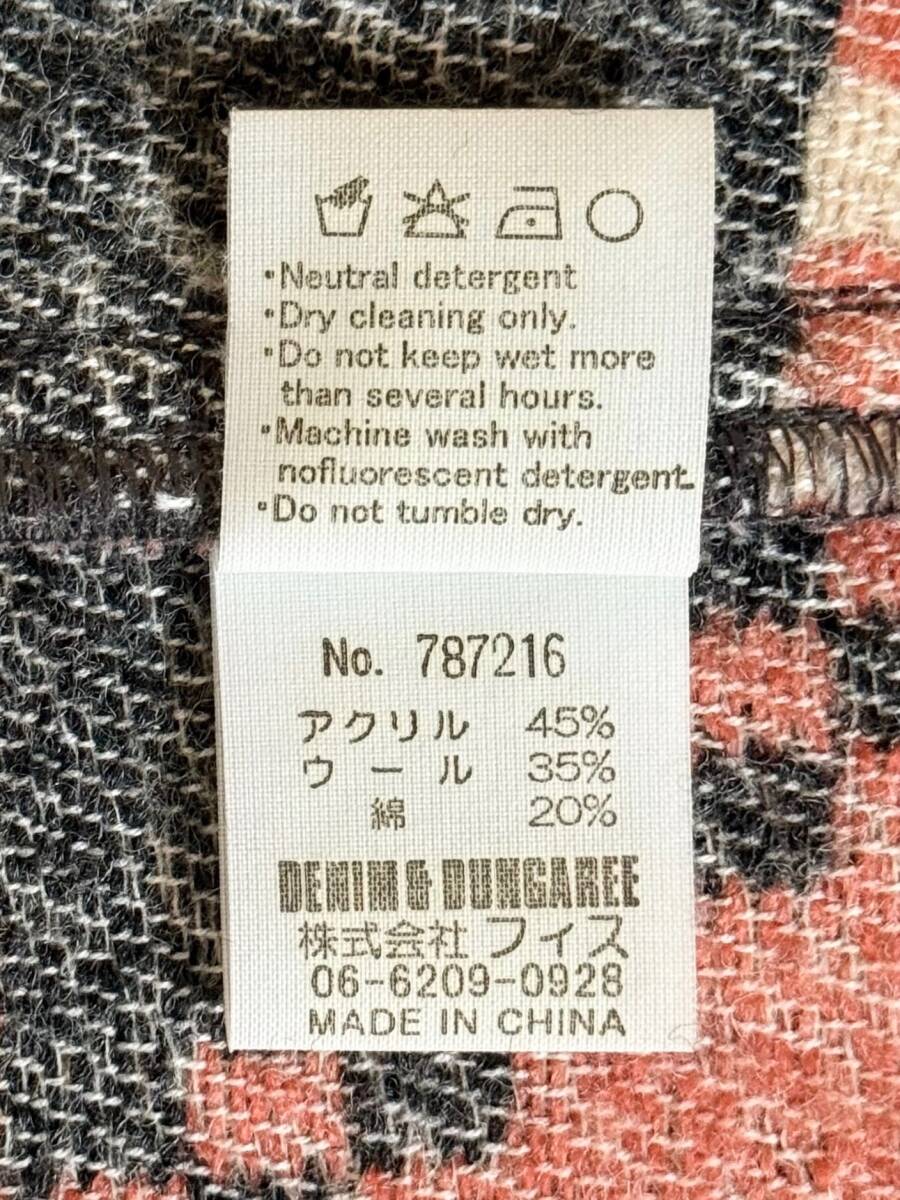 ・Neutral detergent
・Dry cleaning only.
・Do not keep wet more
than several hours.
・Machine wash with
nofluorescent detergent.
・Do not tumble dry.
No. 787216
アクリル 45%
ウール 35%
綿 20%
DENIM & DUNGAREE
株式会社 フィス
06-6209-0928
MADE IN CHINA